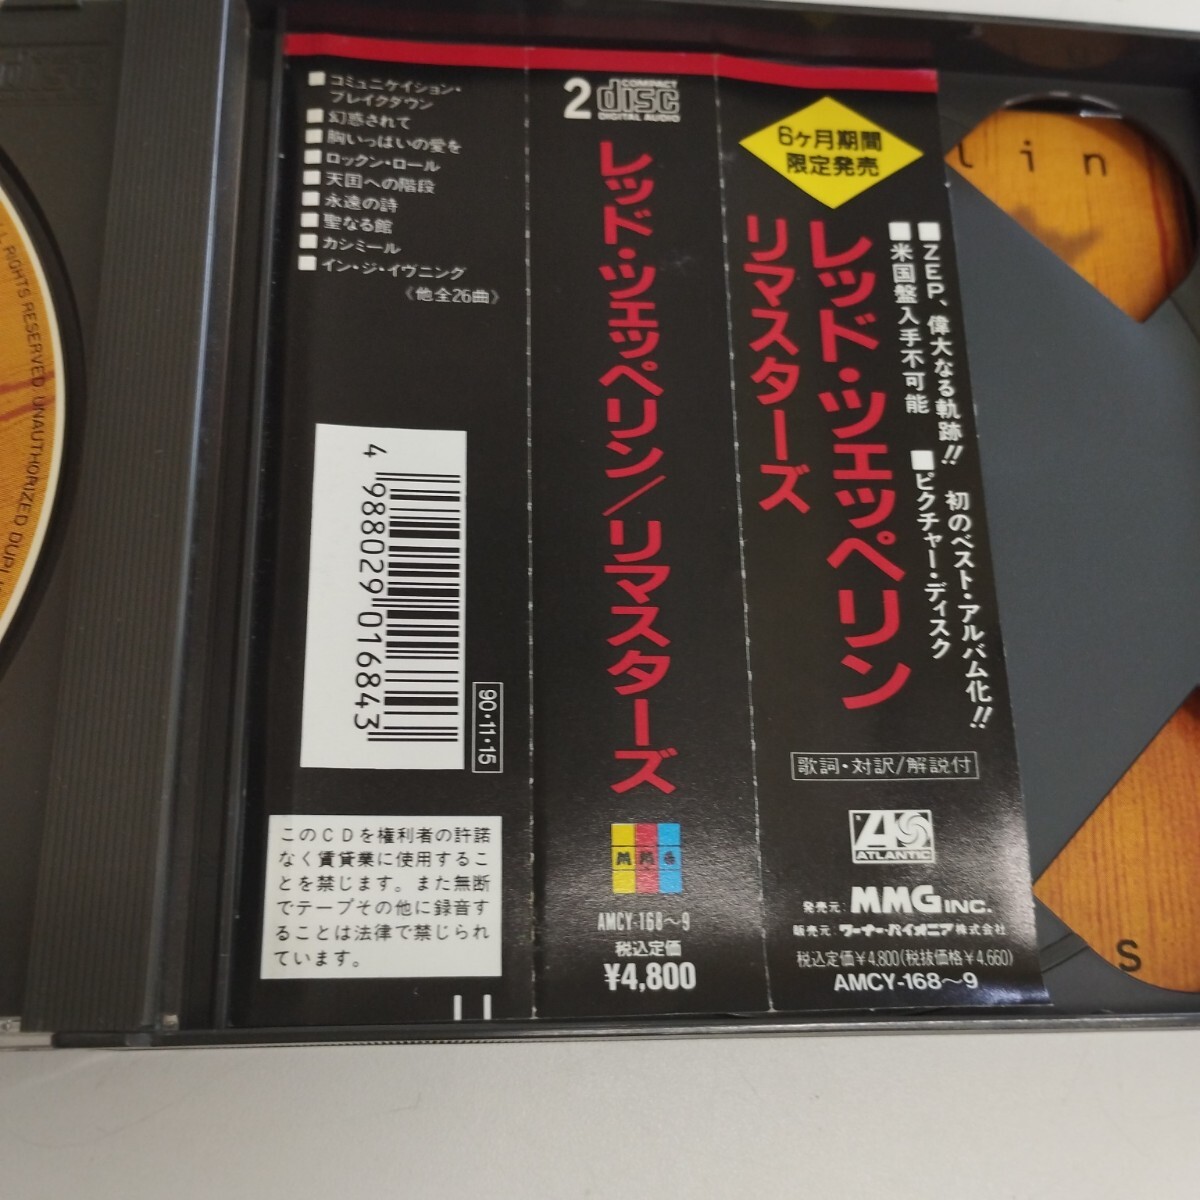 ■コミュニケイション・
ブレイクダウン
■幻惑されて
■胸いっぱいの愛を
■ロックン・ロール
■天国への階段
■永遠の詩
■聖なる館
■カシミール
■イン・ジ・イヴニング
《他全26曲》
4 988029 016843
90・11・15
このCDを権利者の許諾
なく賃貸業に使用するこ
とを禁じます。また無断
でテープその他に録音す
ることは法律で禁じられ
ています。
2
COMPACT
disc
DIGITAL AUDIO
レッド・ツェッペリン/リマスターズ
MMG
AMCY-168〜9
税込定価
¥4,800
6ヶ月期間
限定発売
■ZEP、偉大なる軌跡!! 初のベスト・アルバム化!!
■米国盤入手不可能 ■ピクチャー・ディスク
レッド・ツェッペリン
リマスターズ
歌詞・対訳/解説付
ATLANTIC
発売元:MMG INC.
販売元:ワーナー・パイオニア株式会社
税込定価¥4,800(税抜価格¥4,660)
AMCY-168〜9
lin
s
RIGHTS RESERVED. UNAUTHORIZED